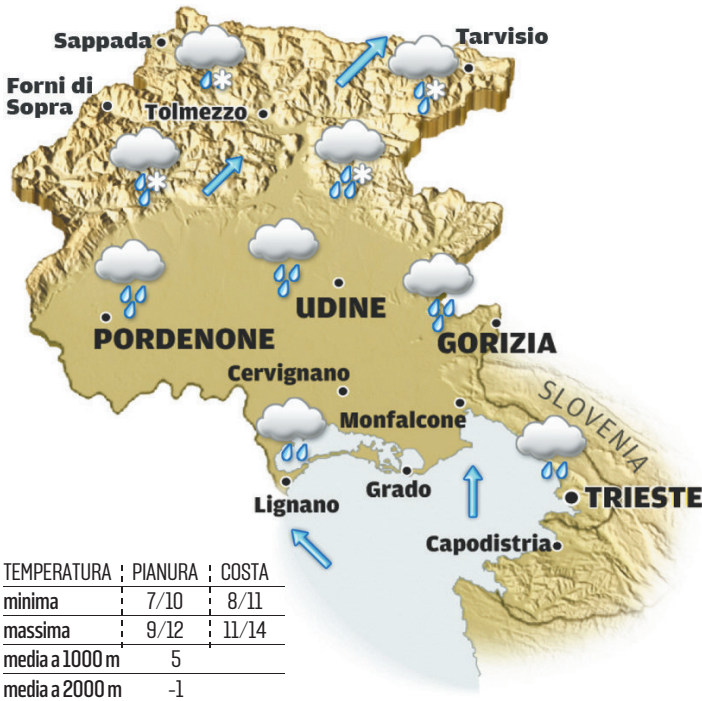 Sappada
Tarvisio
Forni di
Sopra
Tolmezzo
UDINE
PORDENONE
GORIZIA
Cervignano
SLOVENIA
Monfalcone
Grado
TRIESTE
Lignano
Capodistria
TEMPERATURA PIANURA COSTA
minima 7/10 8/11
massima 9/12 11/14
media a 1000 m 5
media a 2000 m -1